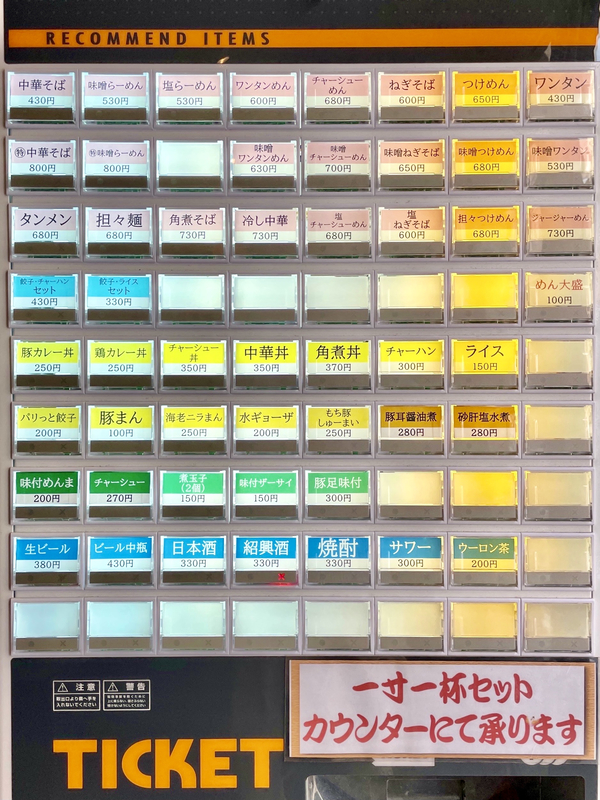 RECOMMEND ITEMS
中華そば 味噌らーめん 塩らーめん ワンタンめん チャーシューめん ねぎそば つけめん ワンタン
430円 530円 530円 600円 680円 600円 650円 430円
㊕中華そば ㊕味噌らーめん 味噌ワンタンめん 味噌チャーシューめん 味噌ねぎそば 味噌つけめん 味噌ワンタン
800円 800円 630円 700円 650円 680円 530円
タンメン 担々麺 角煮そば 冷し中華 塩チャーシューめん 塩ねぎそば 担々つけめん ジャージャーめん
680円 680円 730円 730円 680円 600円 680円 730円
餃子・チャーハンセット 餃子・ライスセット めん大盛
430円 330円 100円
豚カレー丼 鶏カレー丼 チャーシュー丼 中華丼 角煮丼 チャーハン ライス
250円 250円 350円 350円 370円 300円 150円
パリっと餃子 豚まん 海老ニラまん 水ギョーザ もち豚しゅーまい 豚耳醤油煮 砂肝塩水煮
200円 100円 250円 200円 250円 280円 280円
味付めんま チャーシュー 煮玉子(2個) 味付ザーサイ 豚足味付
200円 270円 150円 150円 300円
生ビール ビール中瓶 日本酒 紹興酒 焼酎 サワー ウーロン茶
380円 430円 330円 330円 330円 300円 200円
注意 警告
取出口より奥へ手を
入れないでください
一サ一杯セット
カウンターにて承ります
TICKET